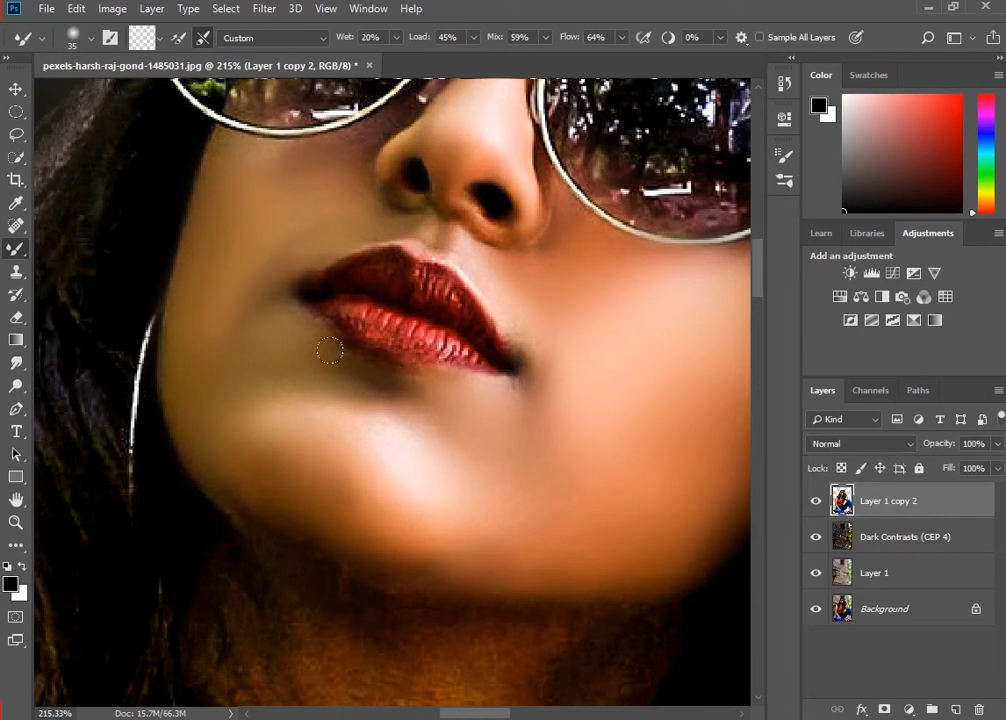 Ps File Edit Image Layer Type Select Filter 3D View Window Help
35 Custom Wet: 20% Load: 45% Mix: 59% Flow: 64% 0% Sample All Layers
pexels-harsh-raj-gond-1485031.jpg @ 215% (Layer 1 copy 2, RGB/8) * ×
Color Swatches
Learn Libraries Adjustments
Add an adjustment
Layers Channels Paths
Kind
Normal Opacity: 100%
Lock: Fill: 100%
Layer 1 copy 2
Dark Contrasts (CEP 4)
Layer 1
Background
fx
215.33% Doc: 15.7M/66.3M